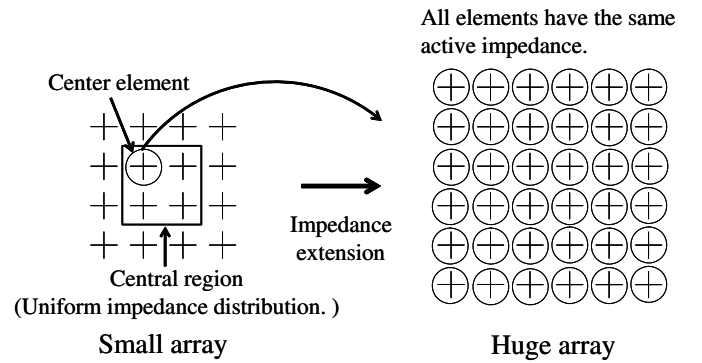 All elements have the same
active impedance.
Center element
Impedance
extension
Central region
(Uniform impedance distribution. )
Small array
Huge array